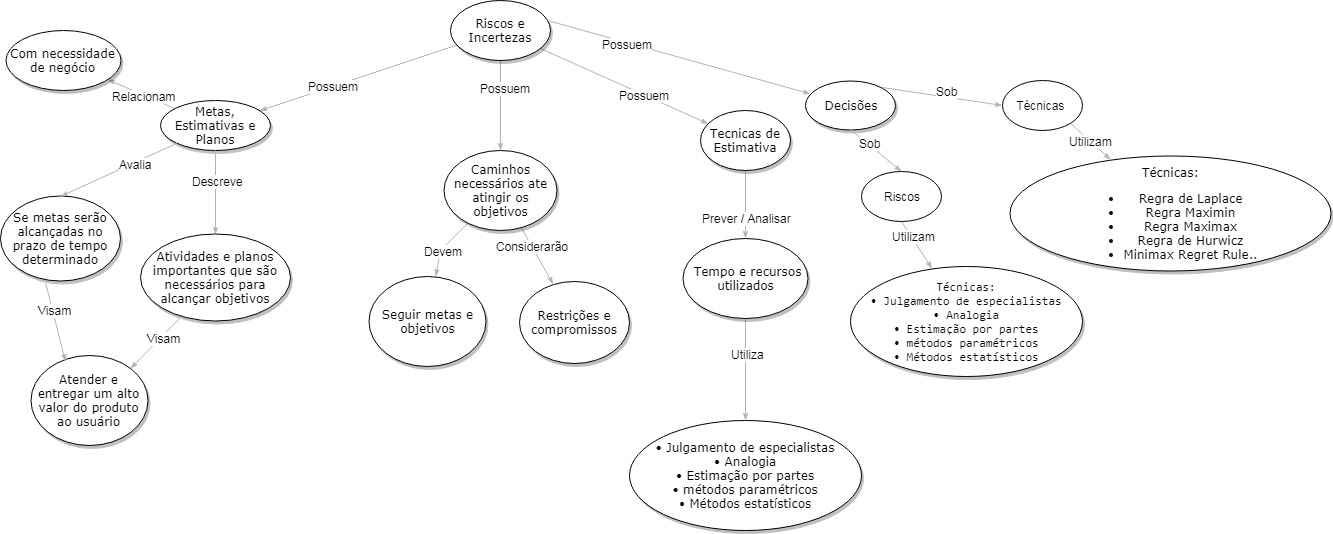 Riscos e
Incertezas
Possuem
Possuem
Possuem
Possuem
Com necessidade
de negócio
Relacionam
Metas,
Estimativas e
Planos
Avalia
Descreve
Se metas serão
alcançadas no
prazo de tempo
determinado
Atividades e planos
importantes que são
necessários para
alcançar objetivos
Visam
Visam
Atender e
entregar um alto
valor do produto
ao usuário
Caminhos
necessários ate
atingir os
objetivos
Devem
Considerarão
Seguir metas e
objetivos
Restrições e
compromissos
Tecnicas de
Estimativa
Prever / Analisar
Tempo e recursos
utilizados
Utiliza
• Julgamento de especialistas
• Analogia
• Estimação por partes
• métodos paramétricos
• Métodos estatísticos
Decisões
Sob
Sob
Riscos
Utilizam
Técnicas:
• Julgamento de especialistas
• Analogia
• Estimação por partes
• métodos paramétricos
• Métodos estatísticos
Técnicas
Utilizam
Técnicas:
• Regra de Laplace
• Regra Maximin
• Regra Maximax
• Regra de Hurwicz
• Minimax Regret Rule..